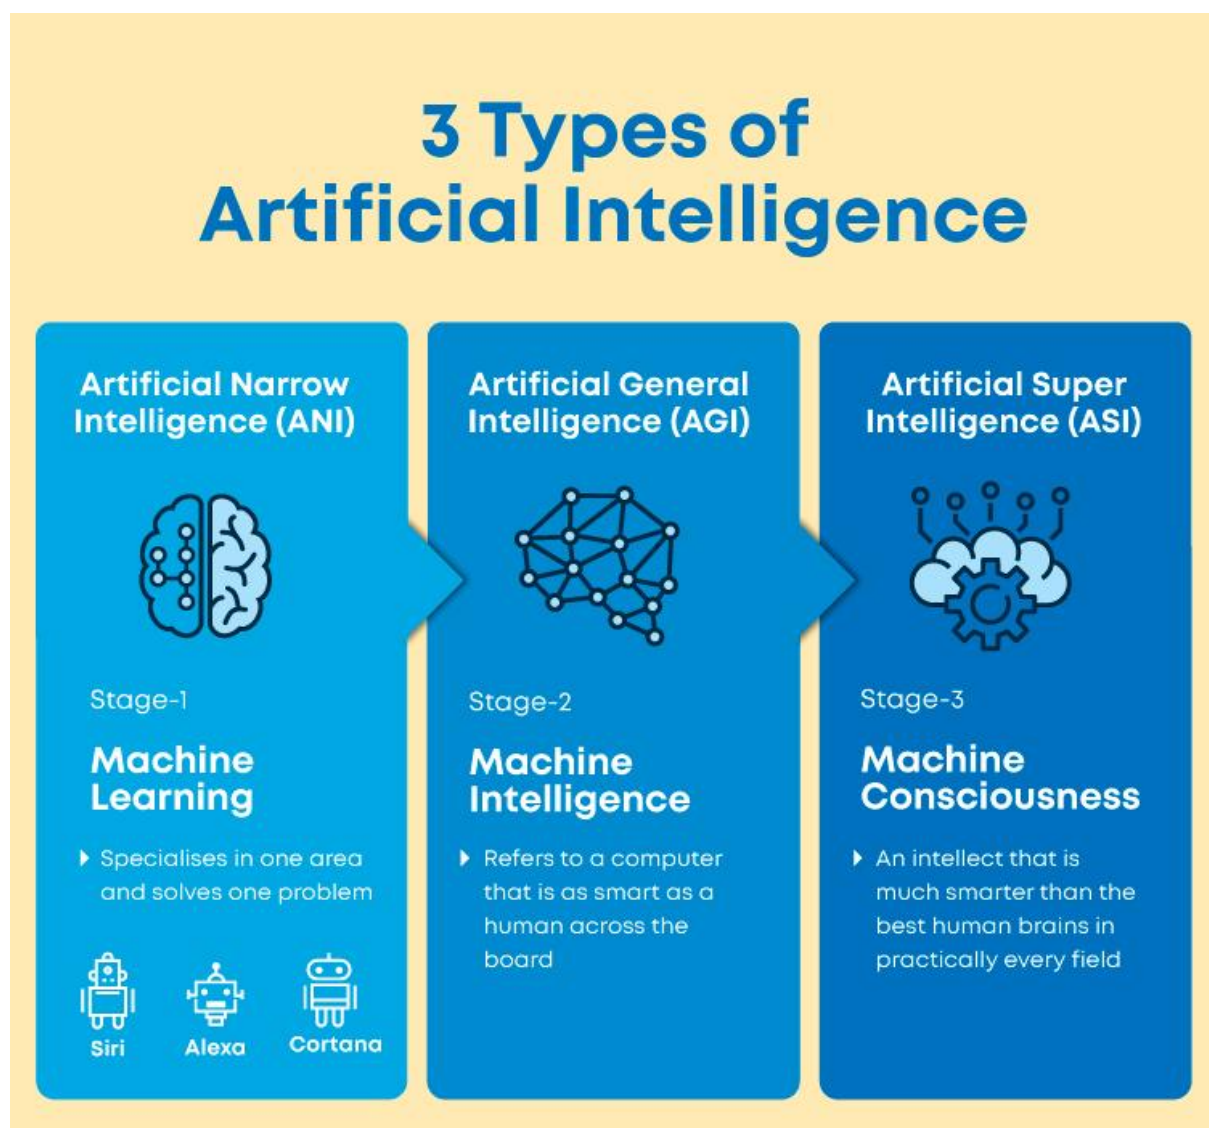 3 Types of
Artificial Intelligence
Artificial Narrow
Intelligence (ANI)
Stage-1
Machine
Learning
Specialises in one area
and solves one problem
Siri
Alexa
Cortana
Artificial General
Intelligence (AGI)
Stage-2
Machine
Intelligence
Refers to a computer
that is as smart as a
human across the
board
Artificial Super
Intelligence (ASI)
Stage-3
Machine
Consciousness
An intellect that is
much smarter than the
best human brains in
practically every field